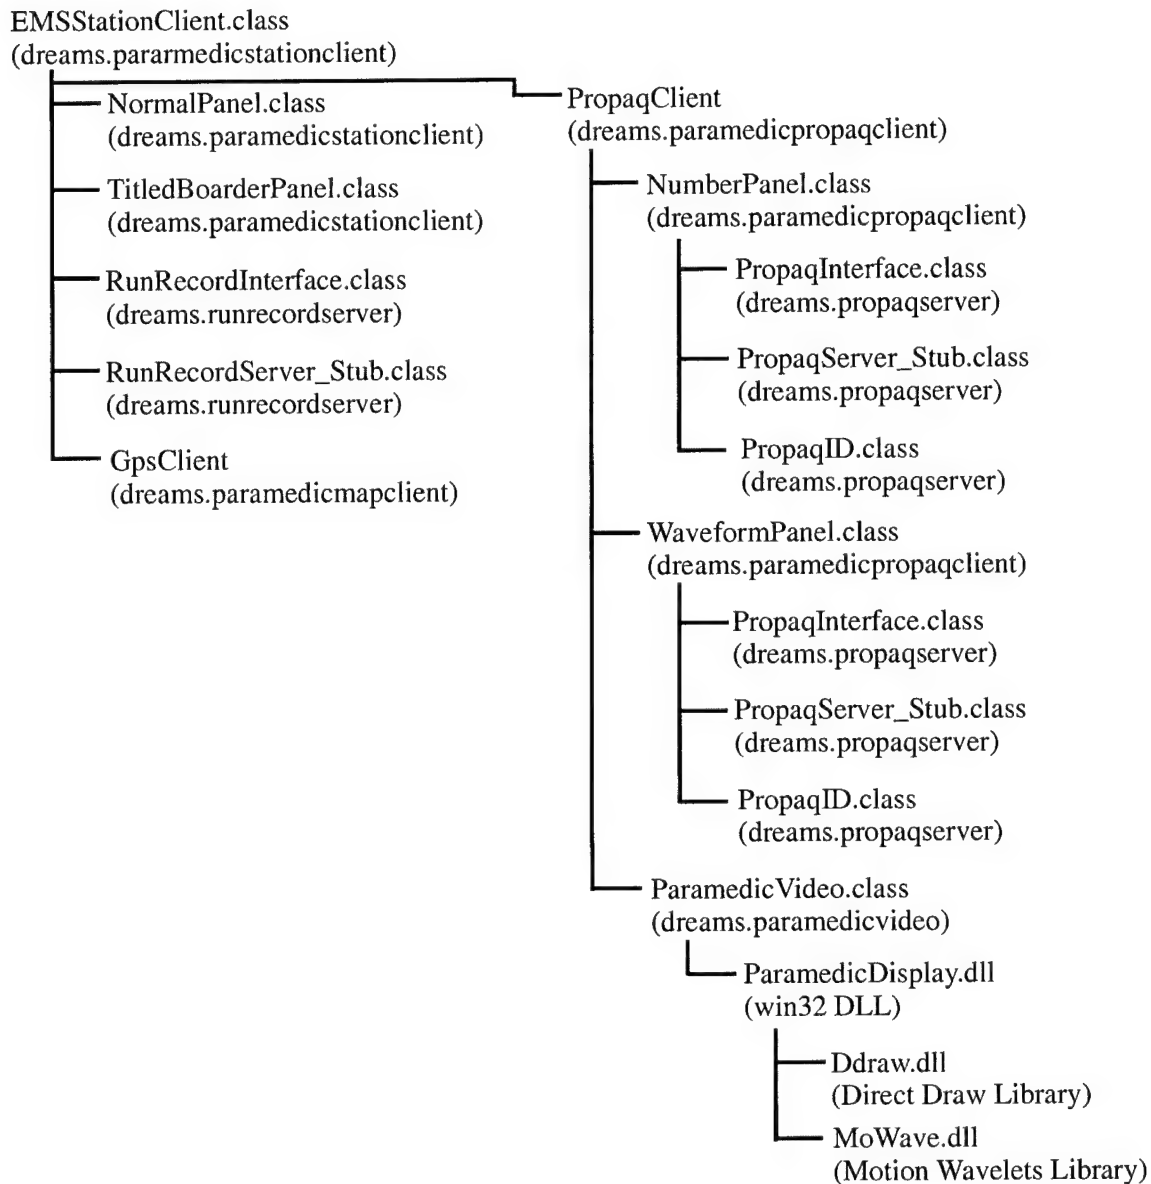 EMSStationClient.class
(dreams.pararmedicstationclient)
NormalPanel.class
(dreams.paramedicstationclient)
TitledBoarderPanel.class
(dreams.paramedicstationclient)
RunRecordInterface.class
(dreams.runrecordserver)
RunRecordServer_Stub.class
(dreams.runrecordserver)
GpsClient
(dreams.paramedicmapclient)
PropaqClient
(dreams.paramedicpropaqclient)
NumberPanel.class
(dreams.paramedicpropaqclient)
PropaqInterface.class
(dreams.propaqserver)
PropaqServer_Stub.class
(dreams.propaqserver)
PropaqID.class
(dreams.propaqserver)
WaveformPanel.class
(dreams.paramedicpropaqclient)
PropaqInterface.class
(dreams.propaqserver)
PropaqServer_Stub.class
(dreams.propaqserver)
PropaqID.class
(dreams.propaqserver)
ParamedicVideo.class
(dreams.paramedicvideo)
ParamedicDisplay.dll
(win32 DLL)
Ddraw.dll
(Direct Draw Library)
MoWave.dll
(Motion Wavelets Library)